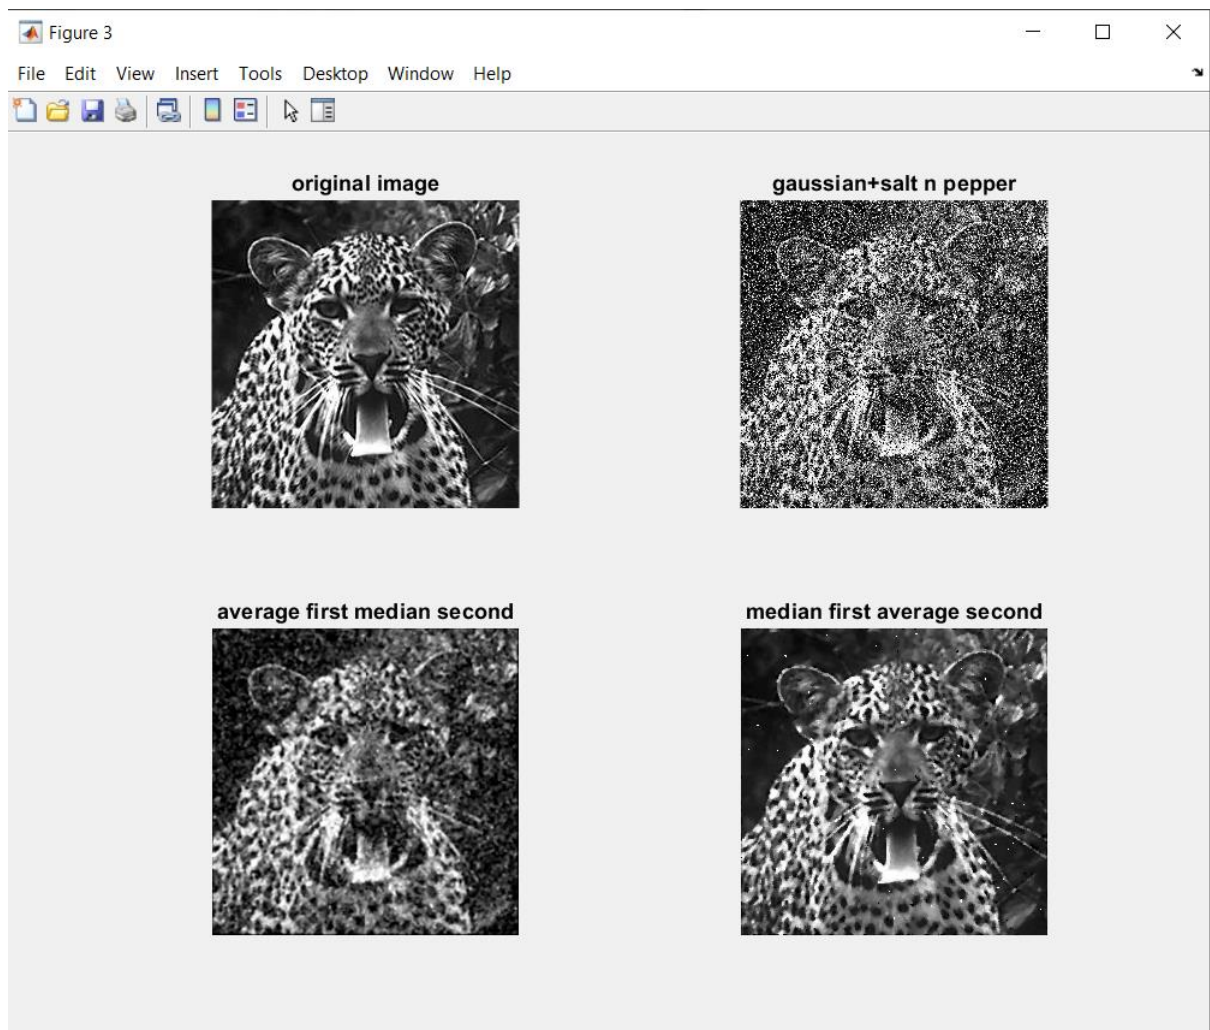 Figure 3
File Edit View Insert Tools Desktop Window Help
original image
gaussian+salt n pepper
average first median second
median first average second